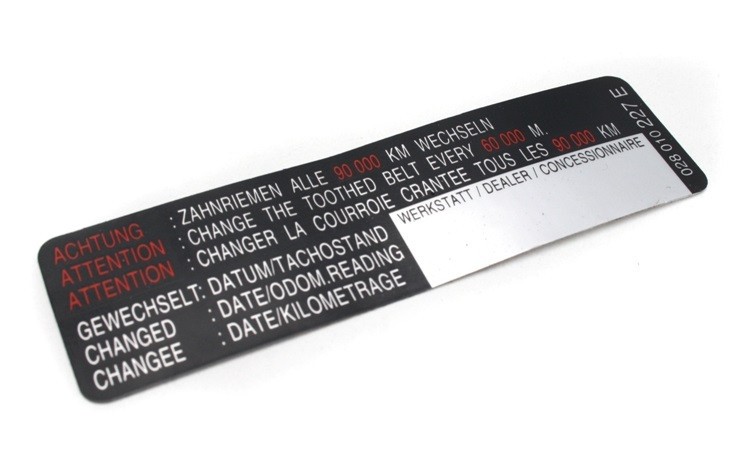 ACHTUNG : ZAHNRIEMEN ALLE 90 000 KM WECHSELN
ATTENTION : CHANGE THE TOOTHED BELT EVERY 60 000 M.
ATTENTION : CHANGER LA COURROIE CRANTEE TOUS LES 90 000 KM
GEWECHSELT: DATUM/TACHOSTAND
CHANGED : DATE/ODOM.READING
CHANGEE : DATE/KILOMETRAGE
WERKSTATT / DEALER / CONCESSIONNAIRE
028 010 227 E